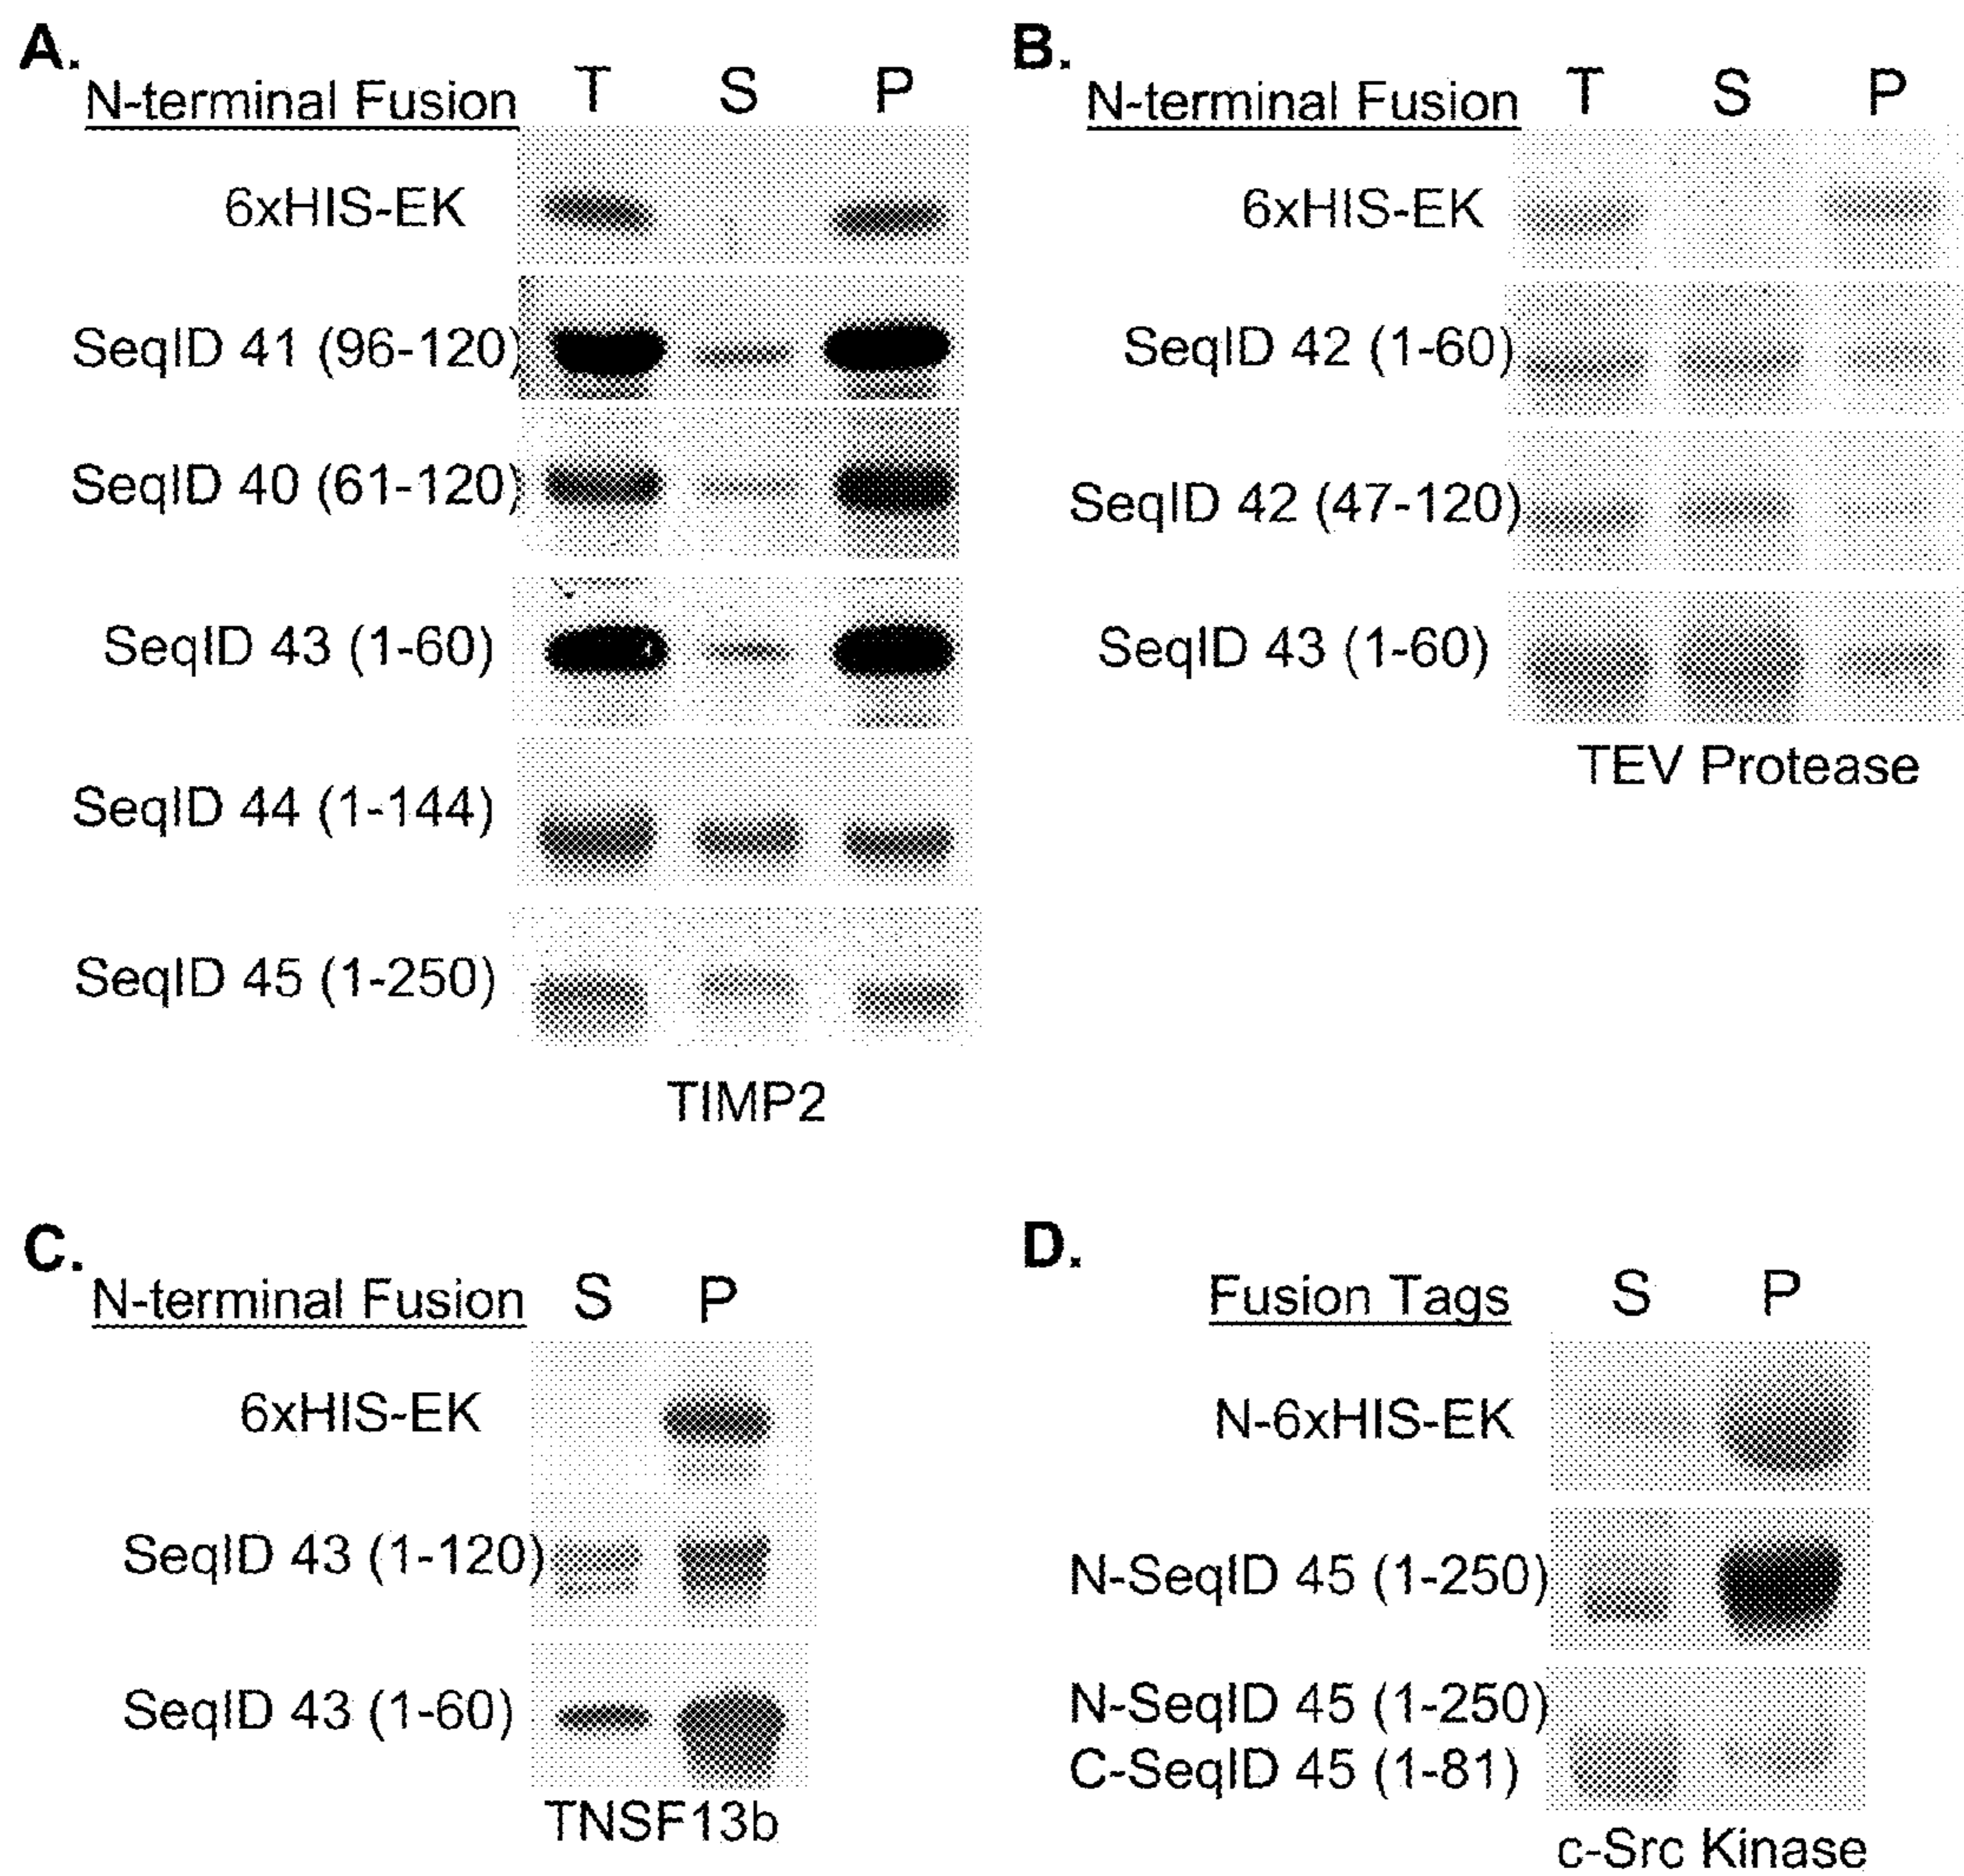 A.
N-terminal Fusion T S P
6xHIS-EK
SeqID 41 (96-120)
SeqID 40 (61-120)
SeqID 43 (1-60)
SeqID 44 (1-144)
SeqID 45 (1-250)
TIMP2
B.
N-terminal Fusion T S P
6xHIS-EK
SeqID 42 (1-60)
SeqID 42 (47-120)
SeqID 43 (1-60)
TEV Protease
C.
N-terminal Fusion S P
6xHIS-EK
SeqID 43 (1-120)
SeqID 43 (1-60)
TNSF13b
D.
Fusion Tags S P
N-6xHIS-EK
N-SeqID 45 (1-250)
N-SeqID 45 (1-250)
C-SeqID 45 (1-81)
c-Src Kinase